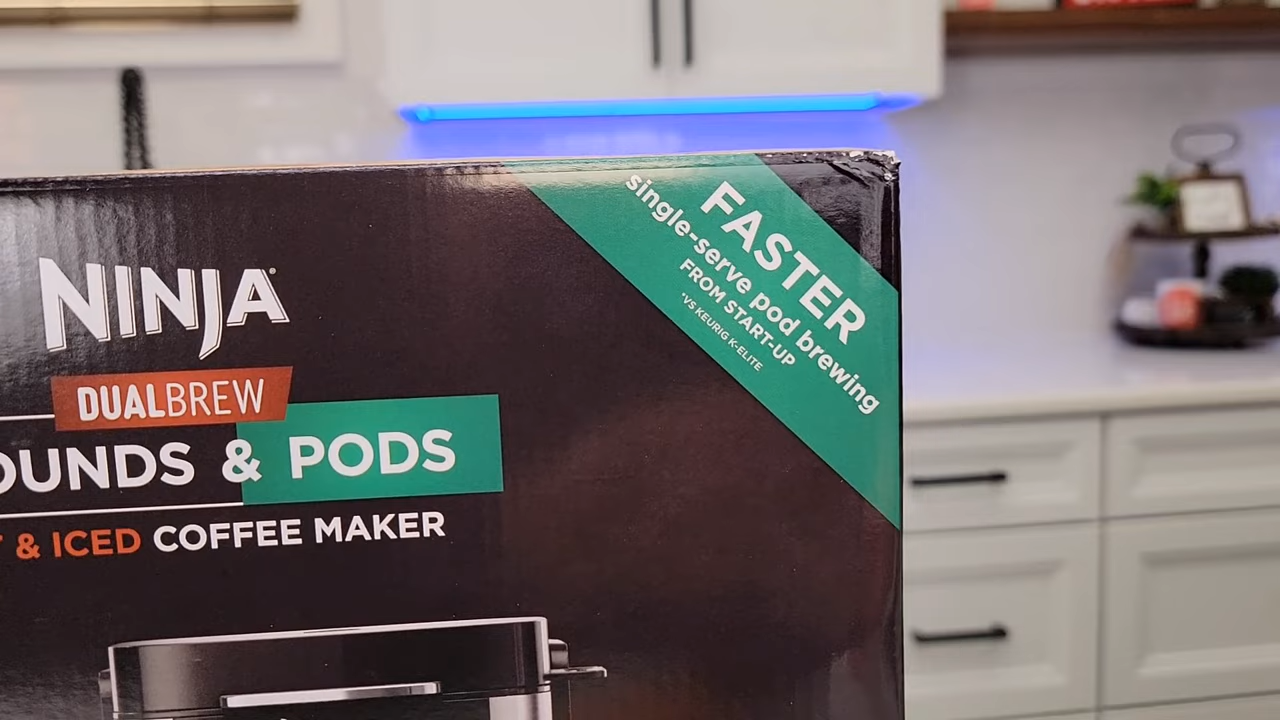 NINJA
DUALBREW
OUNDS & PODS
& ICED COFFEE MAKER
FASTER
single-serve pod brewing
FROM START-UP
*VS KEURIG K-ELITE